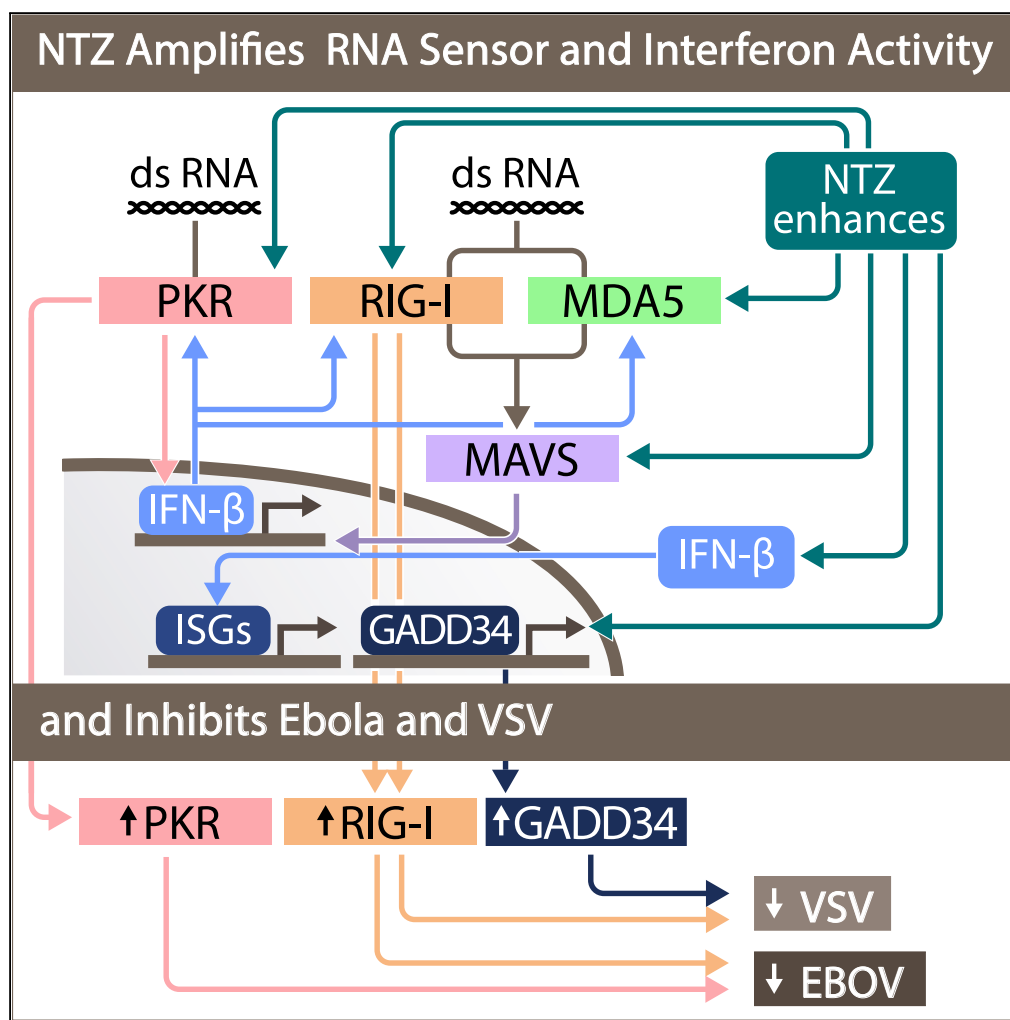 NTZ Amplifies RNA Sensor and Interferon Activity
ds RNA
ds RNA
NTZ
enhances
PKR
RIG-I
MDA5
MAVS
IFN-β
IFN-β
ISGs
GADD34
and Inhibits Ebola and VSV
↑PKR
↑RIG-I
↑GADD34
↓ VSV
↓ EBOV